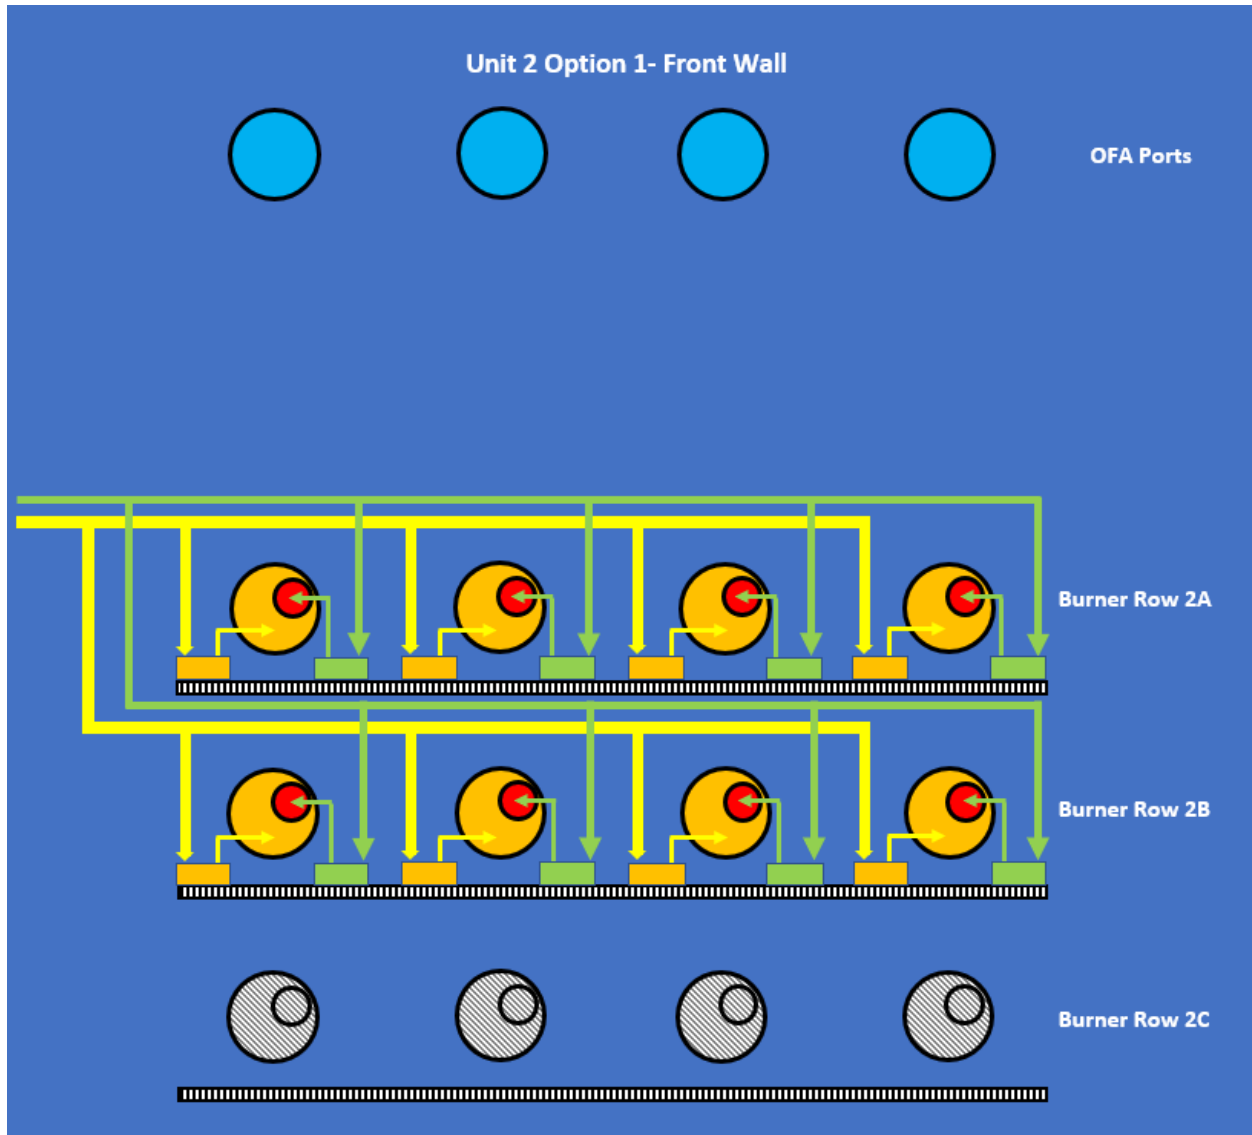 Unit 2 Option 1- Front Wall
OFA Ports
Burner Row 2A
Burner Row 2B
Burner Row 2C